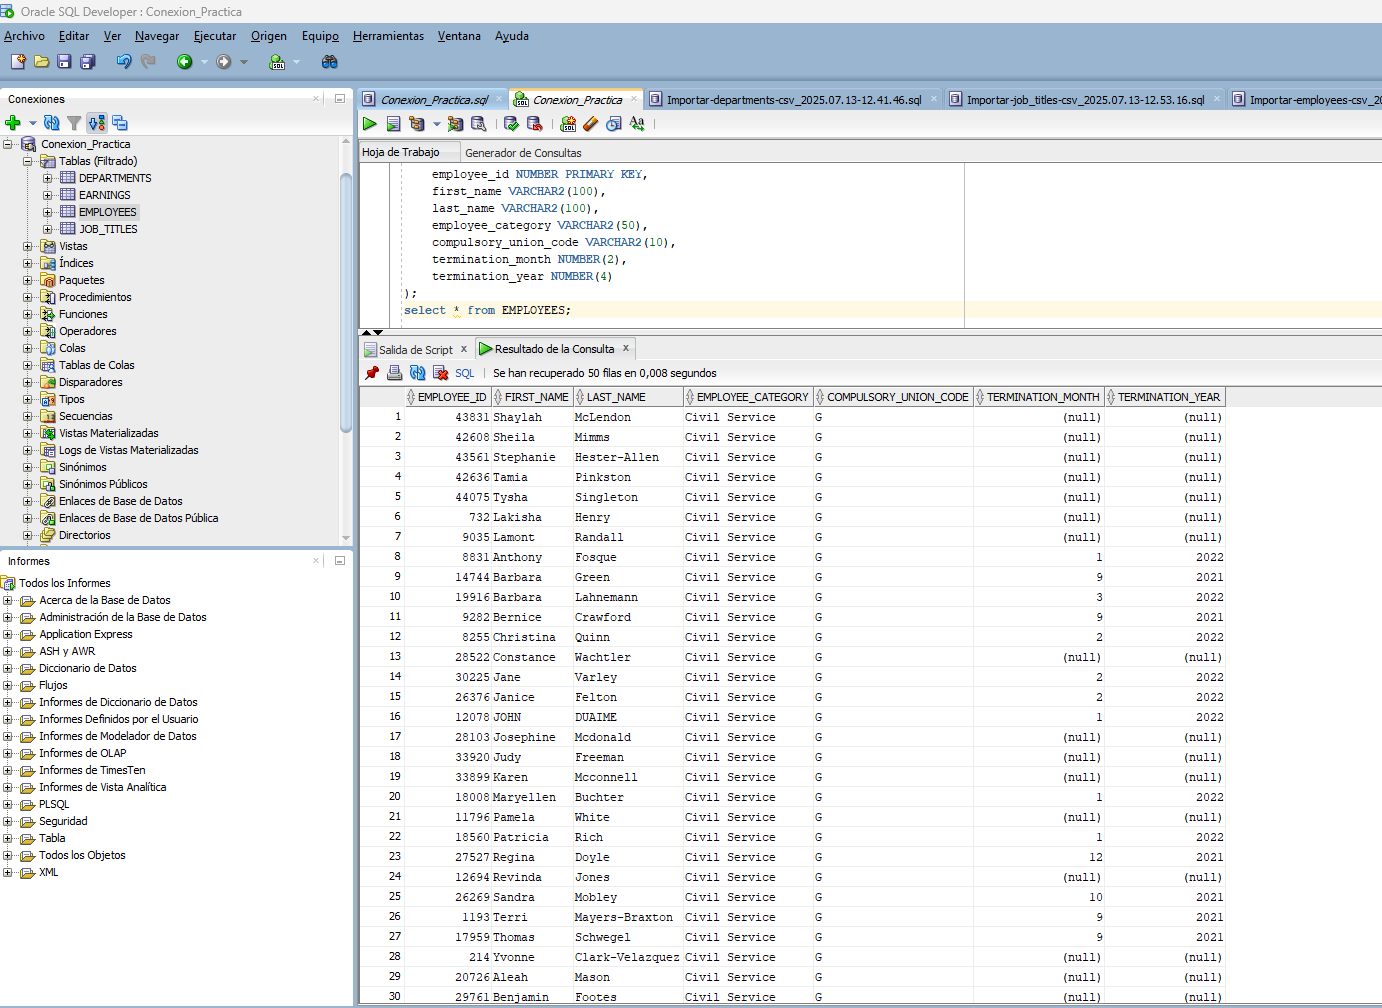 Oracle SQL Developer : Conexion_Practica
Archivo Editar Ver Navegar Ejecutar Origen Equipo Herramientas Ventana Ayuda
Conexiones
Conexion_Practica
Tablas (Filtrado)
DEPARTMENTS
EARNINGS
EMPLOYEES
JOB_TITLES
Vistas
Índices
Paquetes
Procedimientos
Funciones
Operadores
Colas
Tablas de Colas
Disparadores
Tipos
Secuencias
Vistas Materializadas
Logs de Vistas Materializadas
Sinónimos
Sinónimos Públicos
Enlaces de Base de Datos
Enlaces de Base de Datos Pública
Directorios
Informes
Todos los Informes
Acerca de la Base de Datos
Administración de la Base de Datos
Application Express
ASH y AWR
Diccionario de Datos
Flujos
Informes de Diccionario de Datos
Informes Definidos por el Usuario
Informes de Modelador de Datos
Informes de OLAP
Informes de TimesTen
Informes de Vista Analítica
PLSQL
Seguridad
Tabla
Todos los Objetos
XML
Conexion_Practica.sql Conexion_Practica Importar-departments-csv_2025.07.13-12.41.46.sql Importar-job_titles-csv_2025.07.13-12.53.16.sql Importar-employees-csv_20
Hoja de Trabajo Generador de Consultas
employee_id NUMBER PRIMARY KEY,
first_name VARCHAR2(100),
last_name VARCHAR2(100),
employee_category VARCHAR2(50),
compulsory_union_code VARCHAR2(10),
termination_month NUMBER(2),
termination_year NUMBER(4)
);
select * from EMPLOYEES;
Salida de Script Resultado de la Consulta
SQL Se han recuperado 50 filas en 0,008 segundos
EMPLOYEE_ID FIRST_NAME LAST_NAME EMPLOYEE_CATEGORY COMPULSORY_UNION_CODE TERMINATION_MONTH TERMINATION_YEAR
1 43831 Shaylah McLendon Civil Service G (null) (null)
2 42608 Sheila Mimms Civil Service G (null) (null)
3 43561 Stephanie Hester-Allen Civil Service G (null) (null)
4 42636 Tamia Pinkston Civil Service G (null) (null)
5 44075 Tysha Singleton Civil Service G (null) (null)
6 732 Lakisha Henry Civil Service G (null) (null)
7 9035 Lamont Randall Civil Service G (null) (null)
8 8831 Anthony Fosque Civil Service G 1 2022
9 14744 Barbara Green Civil Service G 9 2021
10 19916 Barbara Lahnemann Civil Service G 3 2022
11 9282 Bernice Crawford Civil Service G 9 2021
12 8255 Christina Quinn Civil Service G 2 2022
13 28522 Constance Wachtler Civil Service G (null) (null)
14 30225 Jane Varley Civil Service G 2 2022
15 26376 Janice Felton Civil Service G 2 2022
16 12078 JOHN DUAIME Civil Service G 1 2022
17 28103 Josephine Mcdonald Civil Service G (null) (null)
18 33920 Judy Freeman Civil Service G (null) (null)
19 33899 Karen Mcconnell Civil Service G (null) (null)
20 18008 Maryellen Buchter Civil Service G 1 2022
21 11796 Pamela White Civil Service G (null) (null)
22 18560 Patricia Rich Civil Service G 1 2022
23 27527 Regina Doyle Civil Service G 12 2021
24 12694 Revinda Jones Civil Service G (null) (null)
25 26269 Sandra Mobley Civil Service G 10 2021
26 1193 Terri Mayers-Braxton Civil Service G 9 2021
27 17959 Thomas Schwegel Civil Service G 9 2021
28 214 Yvonne Clark-Velazquez Civil Service G (null) (null)
29 20726 Aleah Mason Civil Service G (null) (null)
30 29761 Benjamin Footes Civil Service G (null) (null)